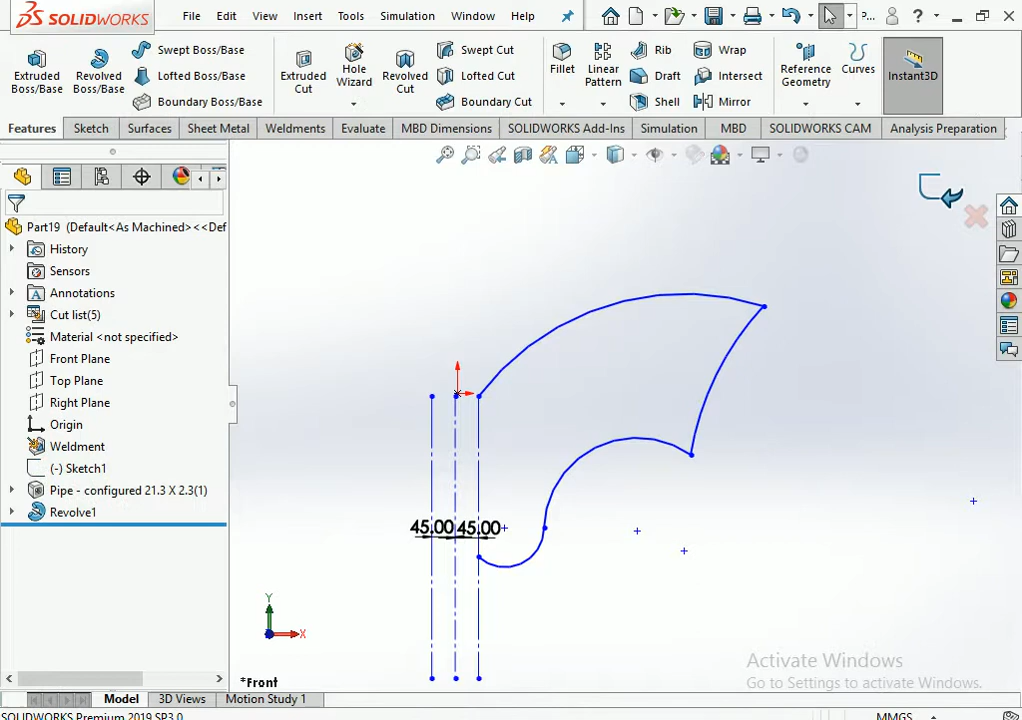 SOLIDWORKS File Edit View Insert Tools Simulation Window Help P... ?
Extruded Boss/Base
Revolved Boss/Base
Swept Boss/Base
Lofted Boss/Base
Boundary Boss/Base
Extruded Cut
Hole Wizard
Revolved Cut
Swept Cut
Lofted Cut
Boundary Cut
Fillet
Linear Pattern
Rib
Draft
Shell
Wrap
Intersect
Mirror
Reference Geometry
Curves
Instant3D
Features Sketch Surfaces Sheet Metal Weldments Evaluate MBD Dimensions SOLIDWORKS Add-Ins Simulation MBD SOLIDWORKS CAM Analysis Preparation
Part19 (Default<As Machined><<Def
History
Sensors
Annotations
Cut list(5)
Material <not specified>
Front Plane
Top Plane
Right Plane
Origin
Weldment
(-) Sketch1
Pipe - configured 21.3 X 2.3(1)
Revolve1
45.00 45.00
Y
X
*Front
Activate Windows
Go to Settings to activate Windows.
Model 3D Views Motion Study 1
SOLIDWORKS Premium 2019 SP3.0 MMGS